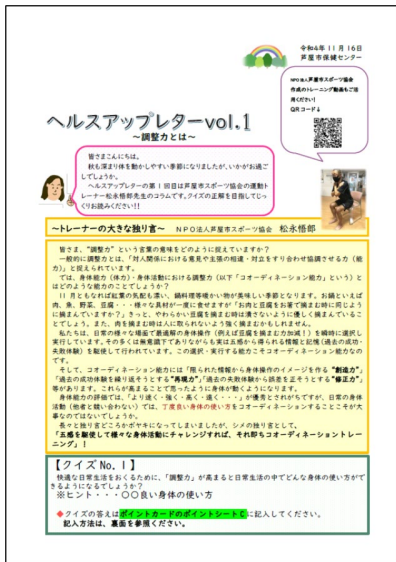 令和4年11月16日
芦屋市保健センター
NPO法人芦屋市スポーツ協会
作成のトレーニング動画もご活
用ください!
QRコード↓
ヘルスアップレターvol.1
～調整力とは～
皆さまこんにちは。
秋も深まり体を動かしやすい季節になりましたが、いかがお過ご
しでしょうか。
ヘルスアップレターの第1回目は芦屋市スポーツ協会の運動ト
レーナー松永悟郎先生のコラムです。クイズの正解を目指してじっ
くりお読みください!!
～トレーナーの大きな独り言～ NPO法人芦屋市スポーツ協会 松永悟郎
皆さま、“調整力”という言葉の意味をどのように捉えていますか?
一般的に調整力とは、「対人関係における意見や主張の相違・対立をすり合わせ協調させる力（能
力）」と捉えられています。
では、身体能力（体力）・身体活動における調整力（以下「コオーディネーション能力」という）と
はどのような能力のことでしょうか?
11月ともなれば紅葉の気配も漂い、鍋料理等暖かい物が美味しい季節となります。お鍋といえば
肉、魚、野菜、豆腐・・・様々な具材が一度に食せますが「お肉と豆腐をお箸で摘むお時に同じように
摘まんでいますか?」きっと、やわらかい豆腐を摘む時は潰さないように優しく摘まんでいること
でしょう。また、肉を摘む時は人に取られないよう強く摘むかもしれません。
私たちは、日常の様々な場面で最適解の身体操作（例えば豆腐を摘む力加減!）を瞬時に選択し
実行しています。その多くは無意識下でありながらも実は五感から得られる情報と記憶（過去の成功・
失敗体験）を駆使して行われています。この選択・実行する能力こそコオーディネーション能力なので
す。
そして、コオーディネーション能力には「限られた情報から身体操作のイメージを作る“創造力”
「過去の成功体験を繰り返そうとする“再現力”」「過去の失敗体験から誤差を正そうとする“修正力”」
等があります。これらが高まることで思ったように身体が動くようになります。
身体能力の評価では、「より速く・強く・高く・遠く・・・」が優秀とされがちですが、日常の身体
活動（他者と競い合わない）では、丁度良い身体の使い方をコオーディネーションすることこそが大
事なのではないでしょうか。
長々と独り言どころかボヤキになってしまいましたが、シメの独り言として、
「五感を駆使して様々な身体活動にチャレンジすれば、それ即ちコオーディネーショントレーニ
ング」!
【クイズNo.1】
快適な日常生活をおくるために、「調整力」が高まると日常生活の中でどんな身体の使い方がで
きるようになるでしょうか?
※ヒント・・・〇〇良い身体の使い方
◆クイズの答えはポイントカードのポイントシートCに記入してください。
記入方法は、裏面を参照ください。